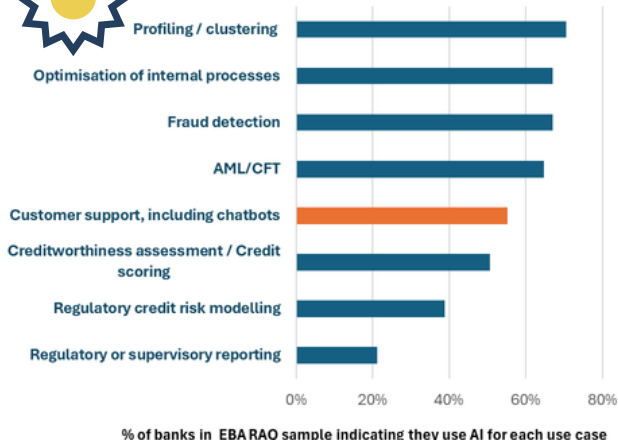 Profiling / clustering
Optimisation of internal processes
Fraud detection
AML/CFT
Customer support, including chatbots
Creditworthiness assessment / Credit
scoring
Regulatory credit risk modelling
Regulatory or supervisory reporting
0% 20% 40% 60% 80%
% of banks in EBA RAQ sample indicating they use AI for each use case